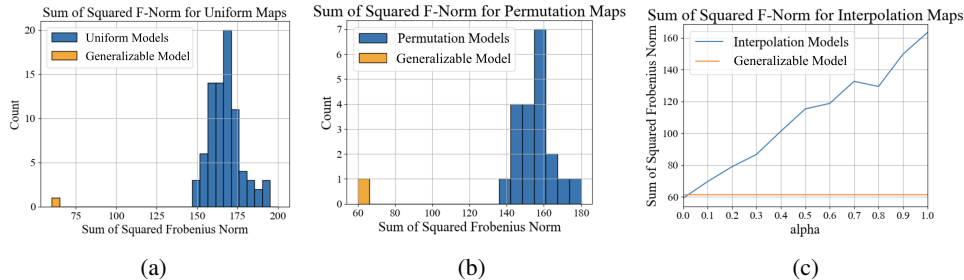 Sum of Squared F-Norm for Uniform Maps
Count
20
15
10
5
0
Uniform Models
Generalizable Model
75
100
125
150
175
200
Sum of Squared Frobenius Norm
(a)
Sum of Squared F-Norm for Permutation Maps
Count
7
6
5
4
3
2
1
0
Permutation Models
Generalizable Model
60
80
100
120
140
160
180
Sum of Squared Frobenius Norm
(b)
Sum of Squared F-Norm for Interpolation Maps
Sum of Squared Frobenius Norm
160
140
120
100
80
60
Interpolation Models
Generalizable Model
0.0
0.1
0.2
0.3
0.4
0.5
0.6
0.7
0.8
0.9
1.0
alpha
(c)